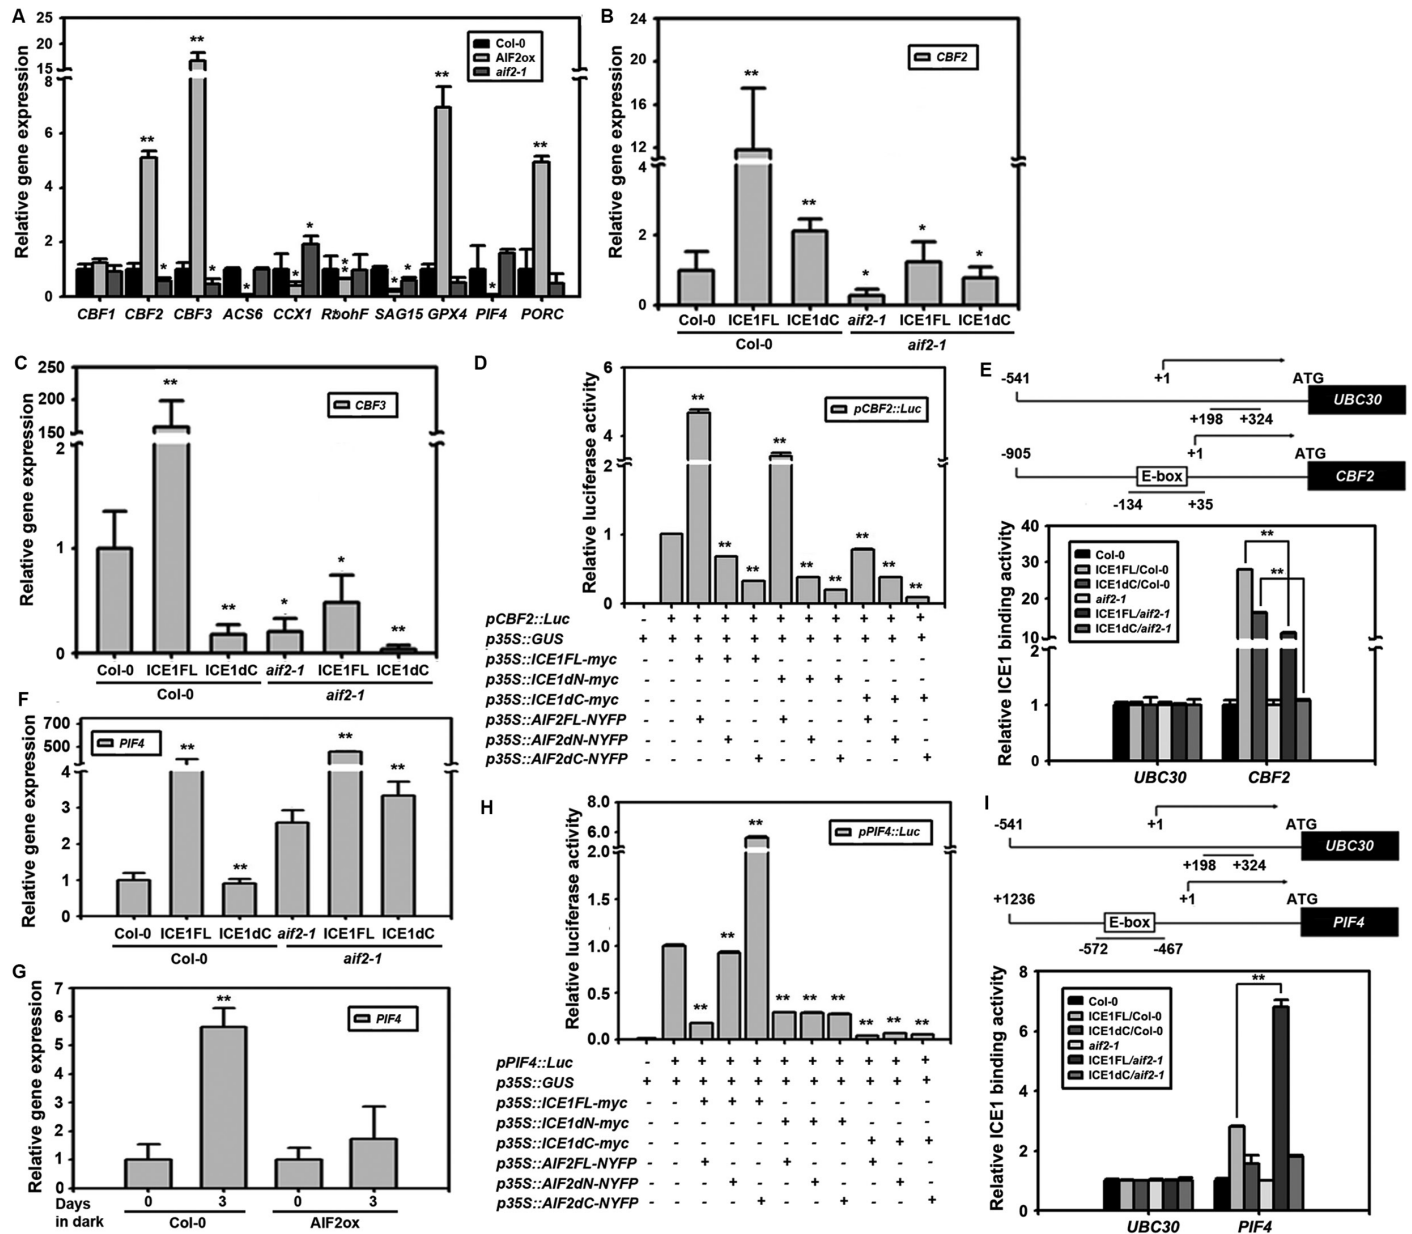 A
Relative gene expression
25
20
15
8
6
4
2
0
Col-0
AIF2ox
aif2-1
** ** ** **
* * * * * * ** * * *
CBF1 CBF2 CBF3 ACS6 CCX1 RbohF SAG15 GPX4 PIF4 PORC
B
Relative gene expression
24
20
16
12
4
2
0
CBF2
** ** * * *
Col-0 ICE1FL ICE1dC aif2-1 ICE1FL ICE1dC
Col-0 aif2-1
C
Relative gene expression
250
200
150
2
1
0
CBF3
** ** * * **
Col-0 ICE1FL ICE1dC aif2-1 ICE1FL ICE1dC
Col-0 aif2-1
D
Relative luciferase activity
6
4
2
1
0
pCBF2::Luc
** ** ** ** ** ** ** ** **
pCBF2::Luc - + + + + + + + + + +
p35S::GUS + + + + + + + + + + +
p35S::ICE1FL-myc - - + + + - - - - - -
p35S::ICE1dN-myc - - - - - + + + - - -
p35S::ICE1dC-myc - - - - - - - - + + +
p35S::AIF2FL-NYFP - - + - - + - - + - -
p35S::AIF2dN-NYFP - - - + - - + - - + -
p35S::AIF2dC-NYFP - - - - + - - + - - +
E
-541 +1 ATG
UBC30
+198 +324
-905 +1 ATG
E-box
CBF2
-134 +35
Relative ICE1 binding activity
40
30
20
10
2
1
0
Col-0
ICE1FL/Col-0
ICE1dC/Col-0
aif2-1
ICE1FL/aif2-1
ICE1dC/aif2-1
**
**
UBC30 CBF2
F
Relative gene expression
700
500
4
3
2
1
0
PIF4
** ** ** **
Col-0 ICE1FL ICE1dC aif2-1 ICE1FL ICE1dC
Col-0 aif2-1
G
Relative gene expression
7
6
5
4
3
2
1
0
PIF4
**
Days in dark
0 3 0 3
Col-0 AIF2ox
H
Relative luciferase activity
8.0
6.0
2.0
1.0
0.5
0.0
pPIF4::Luc
** ** ** ** ** ** ** ** **
pPIF4::Luc - + + + + + + + + + +
p35S::GUS + + + + + + + + + + +
p35S::ICE1FL-myc - - + + + - - - - - -
p35S::ICE1dN-myc - - - - - + + + - - -
p35S::ICE1dC-myc - - - - - - - - + + +
p35S::AIF2FL-NYFP - - + - - + - - + - -
p35S::AIF2dN-NYFP - - - + - - + - - + -
p35S::AIF2dC-NYFP - - - - + - - + - - +
I
-541 +1 ATG
UBC30
+198 +324
+1236 +1 ATG
E-box
PIF4
-572 -467
Relative ICE1 binding activity
8
6
4
2
0
Col-0
ICE1FL/Col-0
ICE1dC/Col-0
aif2-1
ICE1FL/aif2-1
ICE1dC/aif2-1
**
UBC30 PIF4